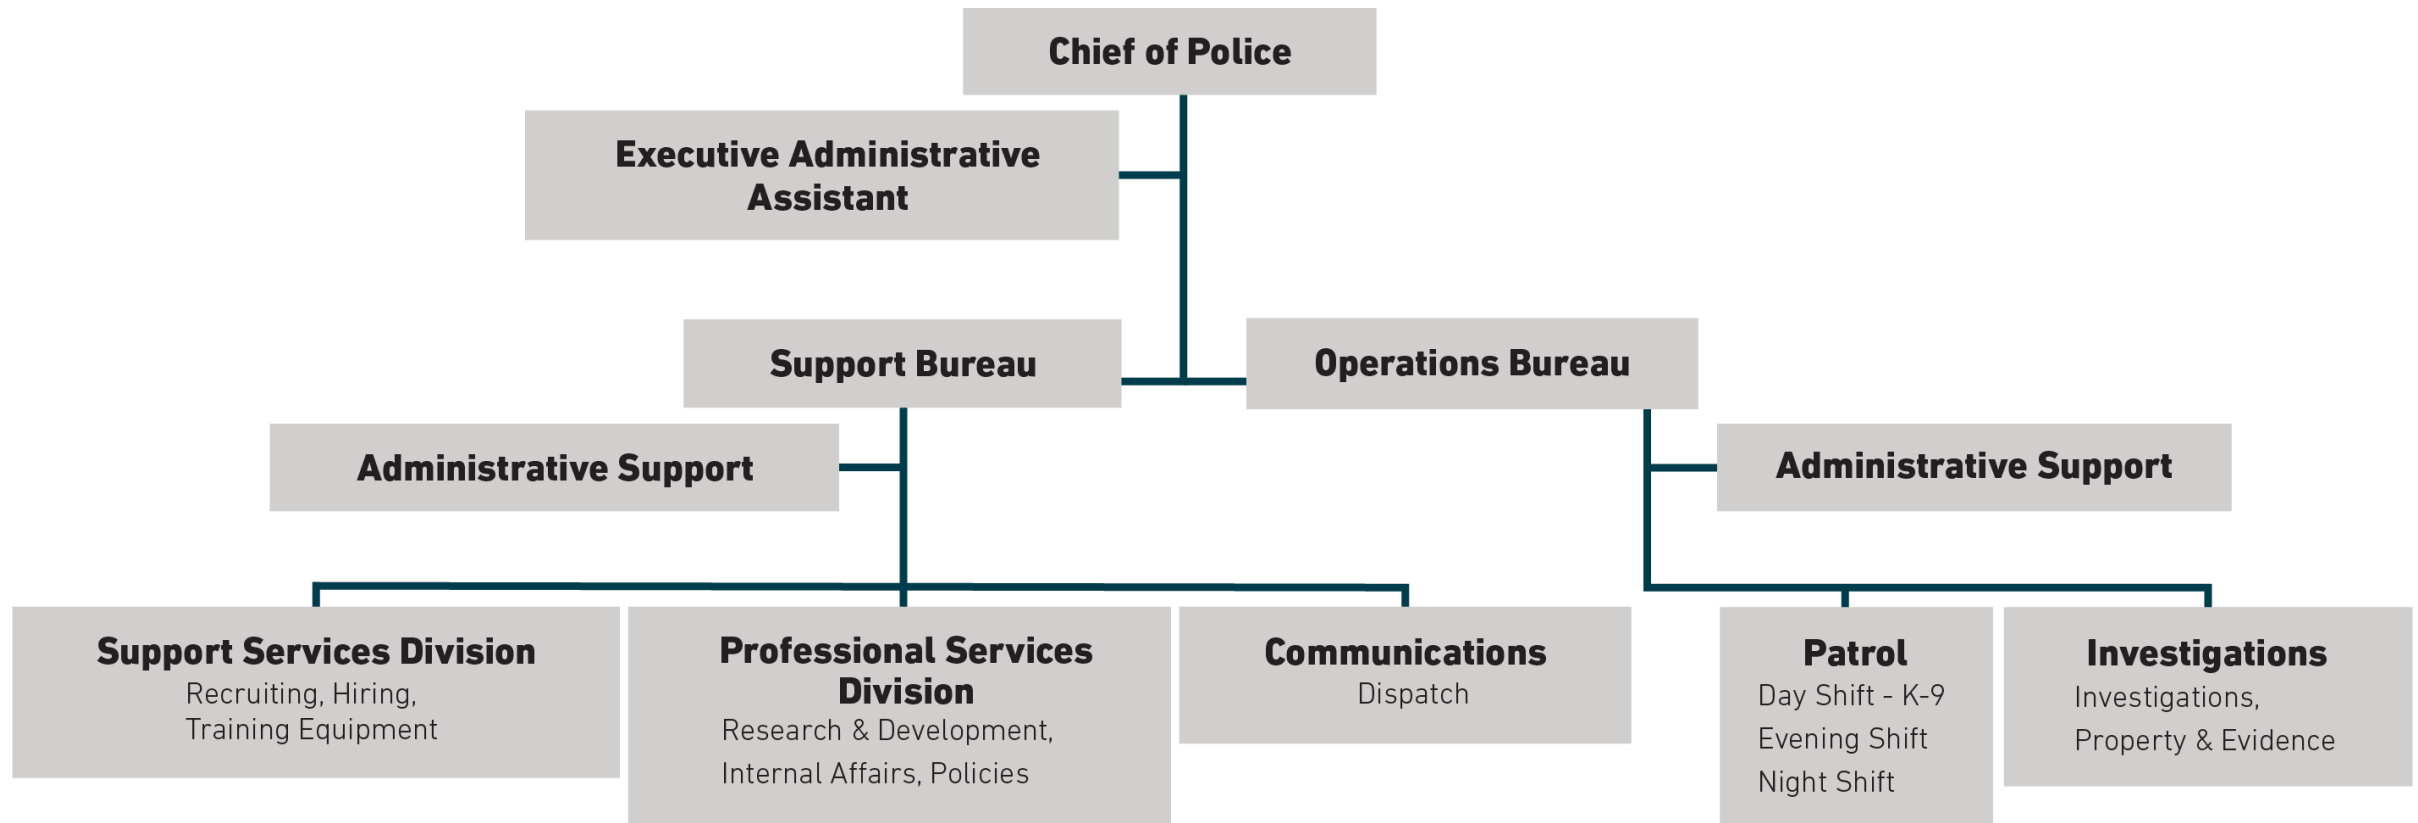 Chief of Police
Executive Administrative
Assistant
Support Bureau
Operations Bureau
Administrative Support
Administrative Support
Support Services Division
Recruiting, Hiring,
Training Equipment
Professional Services
Division
Research & Development,
Internal Affairs, Policies
Communications
Dispatch
Patrol
Day Shift - K-9
Evening Shift
Night Shift
Investigations
Investigations,
Property & Evidence